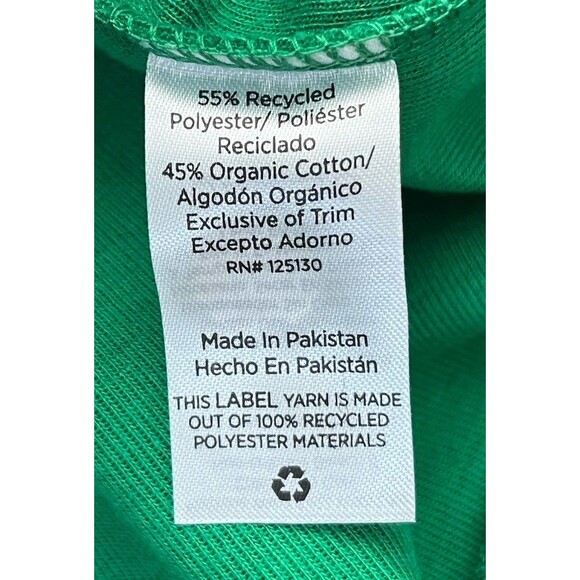 55% Recycled
Polyester/ Poliéster
Reciclado
45% Organic Cotton/
Algodón Orgánico
Exclusive of Trim
Excepto Adorno
RN# 125130
Made In Pakistan
Hecho En Pakistán
THIS LABEL YARN IS MADE
OUT OF 100% RECYCLED
POLYESTER MATERIALS